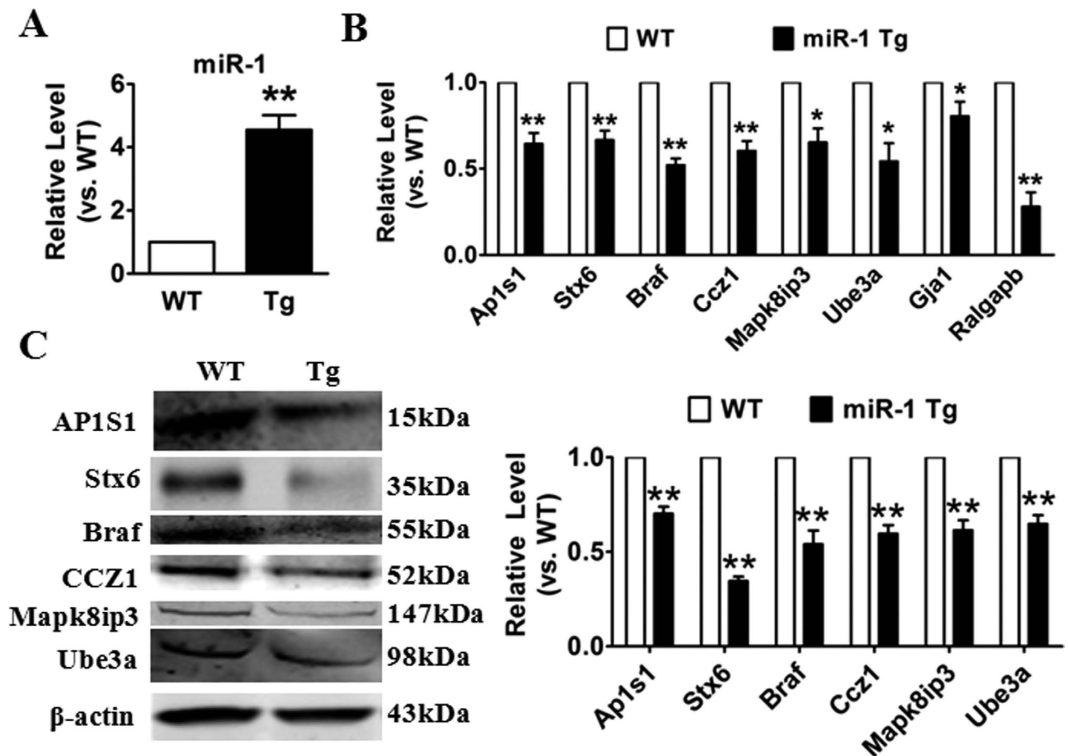 A
miR-1
Relative Level
(vs. WT)
6
4
2
0
**
WT
Tg
B
WT
miR-1 Tg
Relative Level
(vs. WT)
1.0
0.5
0.0
**
**
**
**
*
*
*
**
Ap1s1
Stx6
Braf
Ccz1
Mapk8ip3
Ube3a
Gja1
Ralgapb
C
WT
Tg
AP1S1
15kDa
Stx6
35kDa
Braf
55kDa
CCZ1
52kDa
Mapk8ip3
147kDa
Ube3a
98kDa
β-actin
43kDa
WT
miR-1 Tg
Relative Level
(vs. WT)
1.0
0.5
0.0
**
**
**
**
**
**
Ap1s1
Stx6
Braf
Ccz1
Mapk8ip3
Ube3a